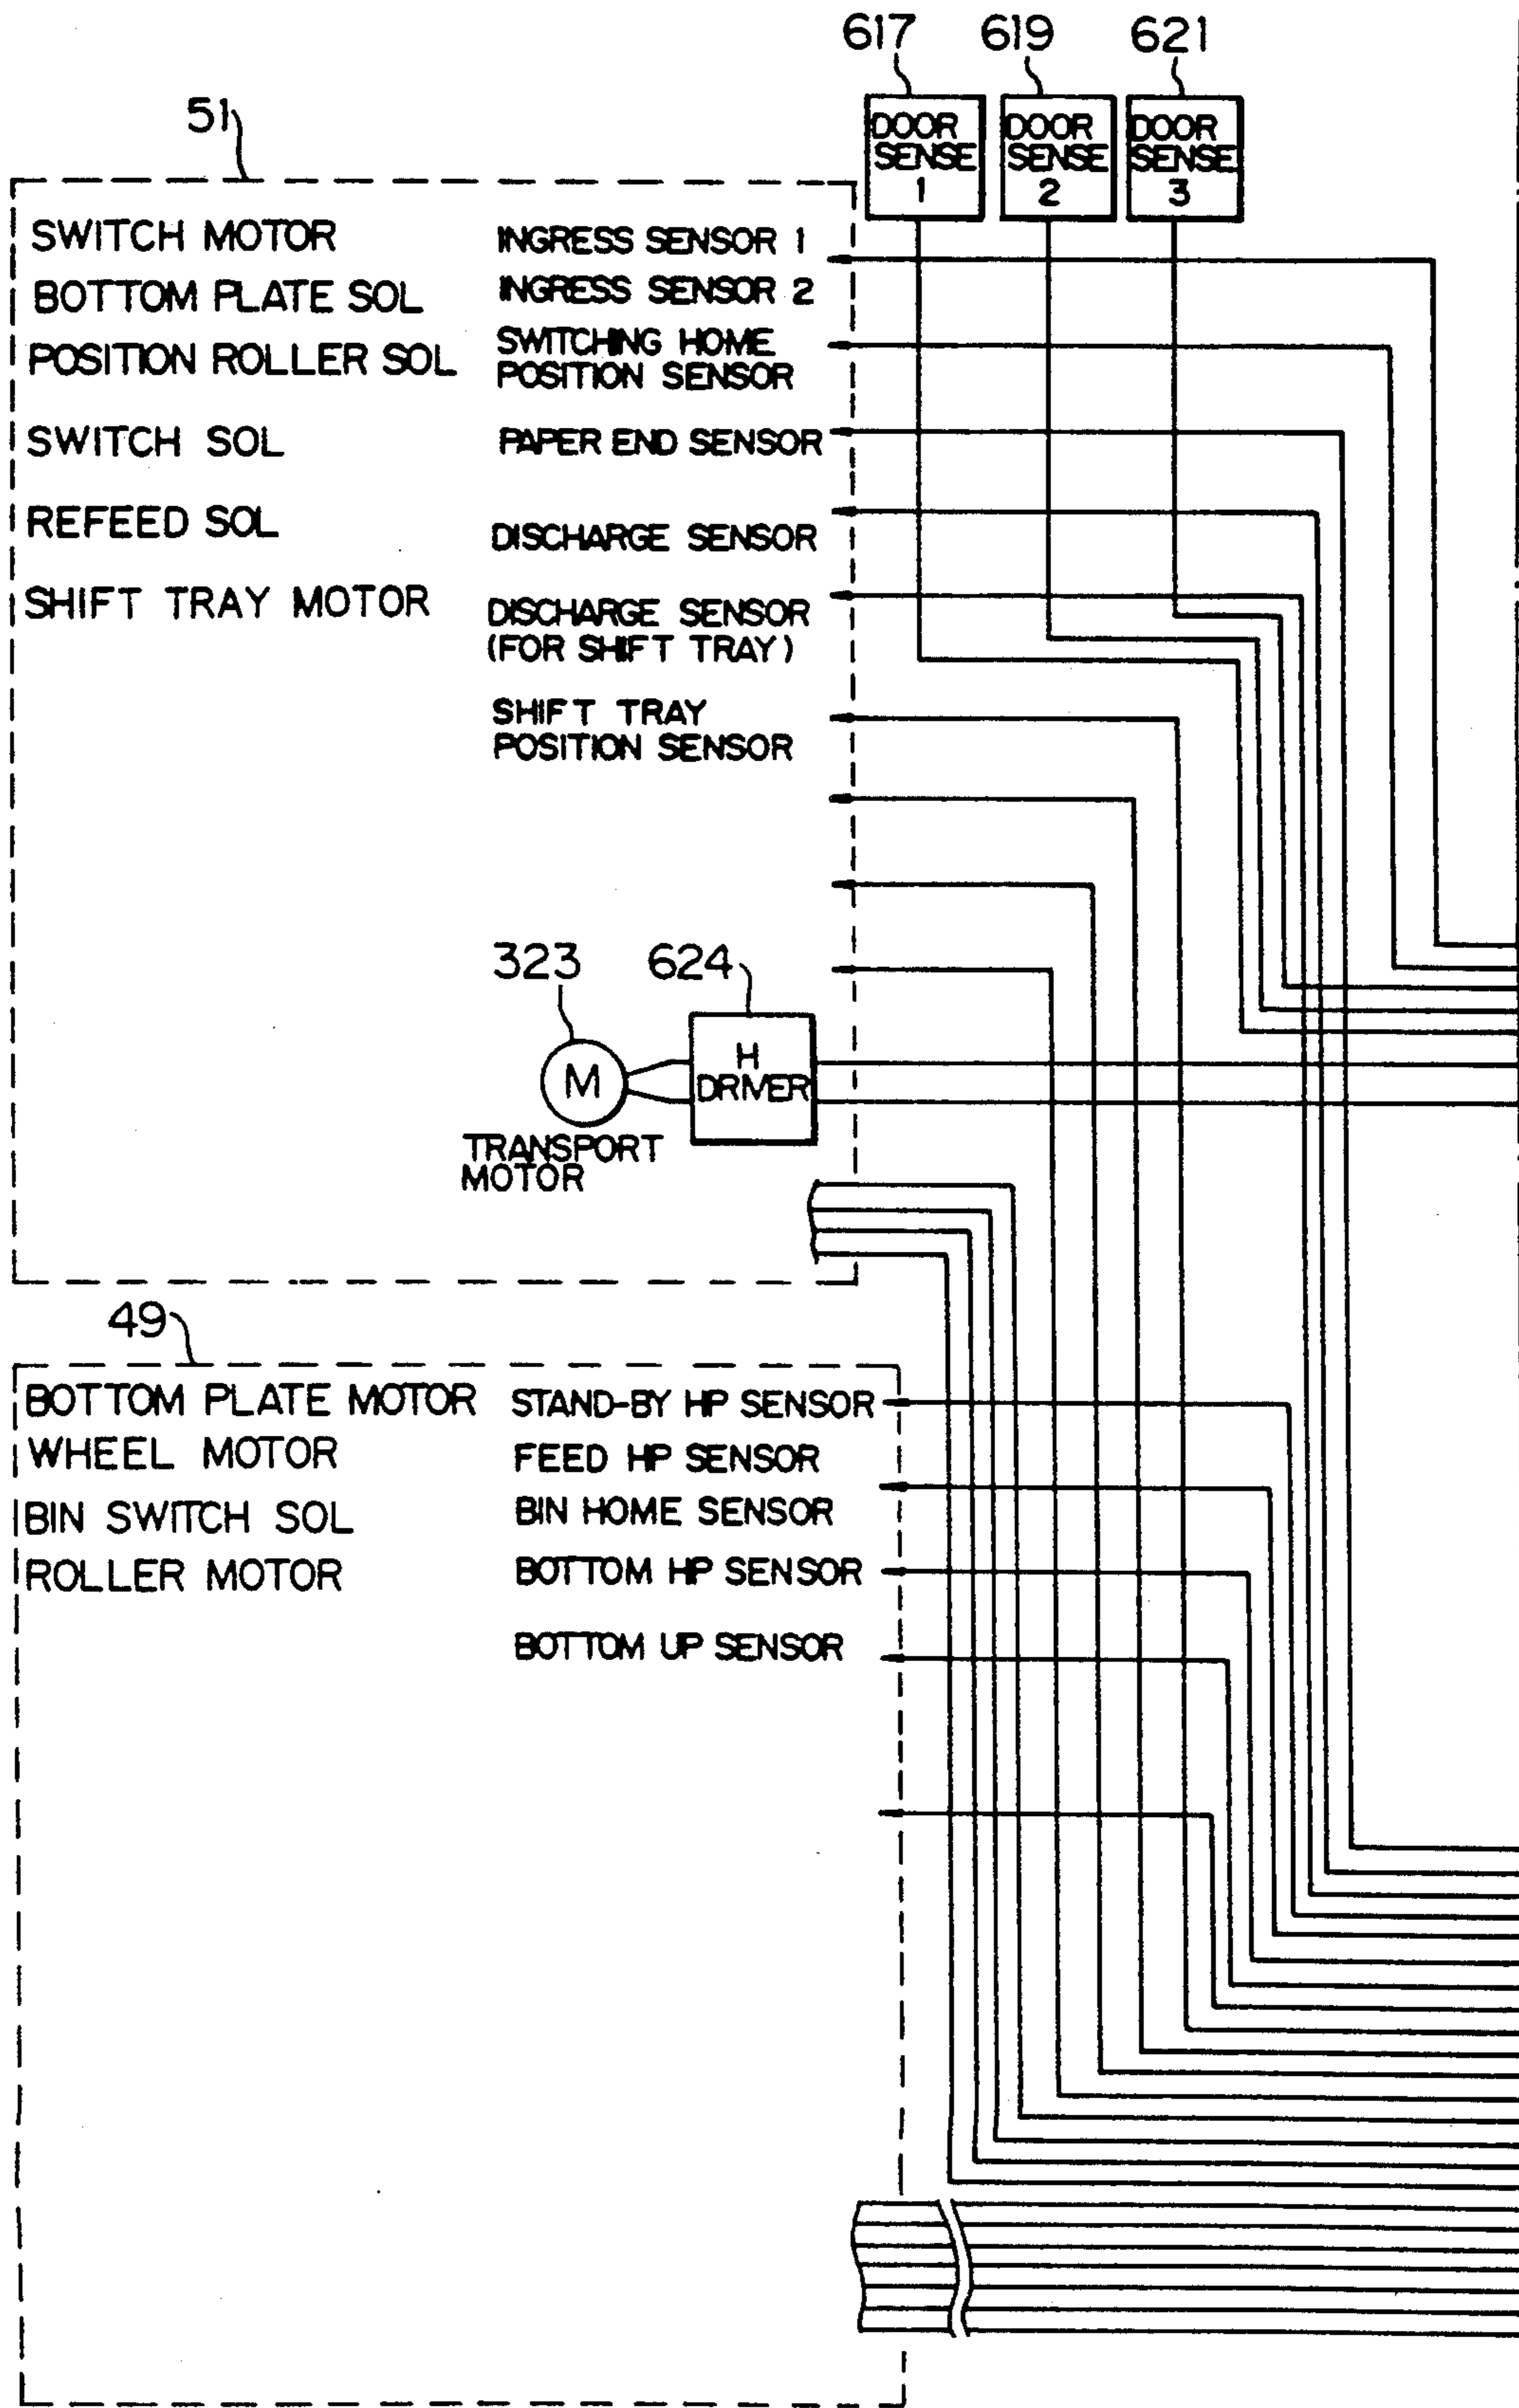 617
619
621
51
DOOR
SENSE
1
DOOR
SENSE
2
DOOR
SENSE
3
SWITCH MOTOR
BOTTOM PLATE SOL
POSITION ROLLER SOL
SWITCH SOL
REFEED SOL
SHIFT TRAY MOTOR
INGRESS SENSOR 1
INGRESS SENSOR 2
SWITCHING HOME
POSITION SENSOR
PAPER END SENSOR
DISCHARGE SENSOR
DISCHARGE SENSOR
(FOR SHIFT TRAY)
SHIFT TRAY
POSITION SENSOR
323
624
M
H
DRIVER
TRANSPORT
MOTOR
49
BOTTOM PLATE MOTOR
WHEEL MOTOR
BIN SWITCH SOL
ROLLER MOTOR
STAND-BY HP SENSOR
FEED HP SENSOR
BIN HOME SENSOR
BOTTOM HP SENSOR
BOTTOM UP SENSOR